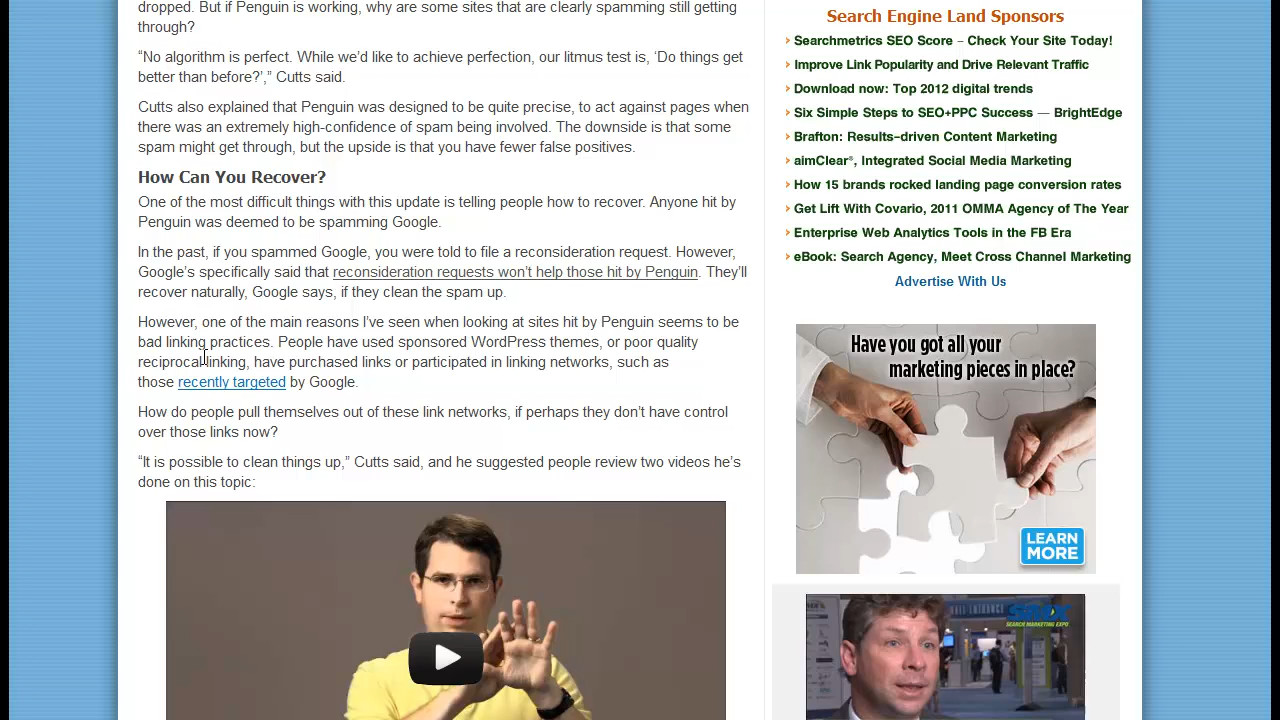 dropped. But if Penguin is working, why are some sites that are clearly spamming still getting
through?
“No algorithm is perfect. While we’d like to achieve perfection, our litmus test is, ‘Do things get
better than before?’,” Cutts said.
Cutts also explained that Penguin was designed to be quite precise, to act against pages when
there was an extremely high-confidence of spam being involved. The downside is that some
spam might get through, but the upside is that you have fewer false positives.
How Can You Recover?
One of the most difficult things with this update is telling people how to recover. Anyone hit by
Penguin was deemed to be spamming Google.
In the past, if you spammed Google, you were told to file a reconsideration request. However,
Google’s specifically said that reconsideration requests won’t help those hit by Penguin. They’ll
recover naturally, Google says, if they clean the spam up.
However, one of the main reasons I’ve seen when looking at sites hit by Penguin seems to be
bad linking practices. People have used sponsored WordPress themes, or poor quality
reciprocal linking, have purchased links or participated in linking networks, such as
those recently targeted by Google.
How do people pull themselves out of these link networks, if perhaps they don’t have control
over those links now?
“It is possible to clean things up,” Cutts said, and he suggested people review two videos he’s
done on this topic:
Search Engine Land Sponsors
› Searchmetrics SEO Score – Check Your Site Today!
› Improve Link Popularity and Drive Relevant Traffic
› Download now: Top 2012 digital trends
› Six Simple Steps to SEO+PPC Success — BrightEdge
› Brafton: Results-driven Content Marketing
› aimClear®, Integrated Social Media Marketing
› How 15 brands rocked landing page conversion rates
› Get Lift With Covario, 2011 OMMA Agency of The Year
› Enterprise Web Analytics Tools in the FB Era
› eBook: Search Agency, Meet Cross Channel Marketing
Advertise With Us
Have you got all your
marketing pieces in place?
LEARN
MORE
SMX
SEARCH MARKETING EXPO